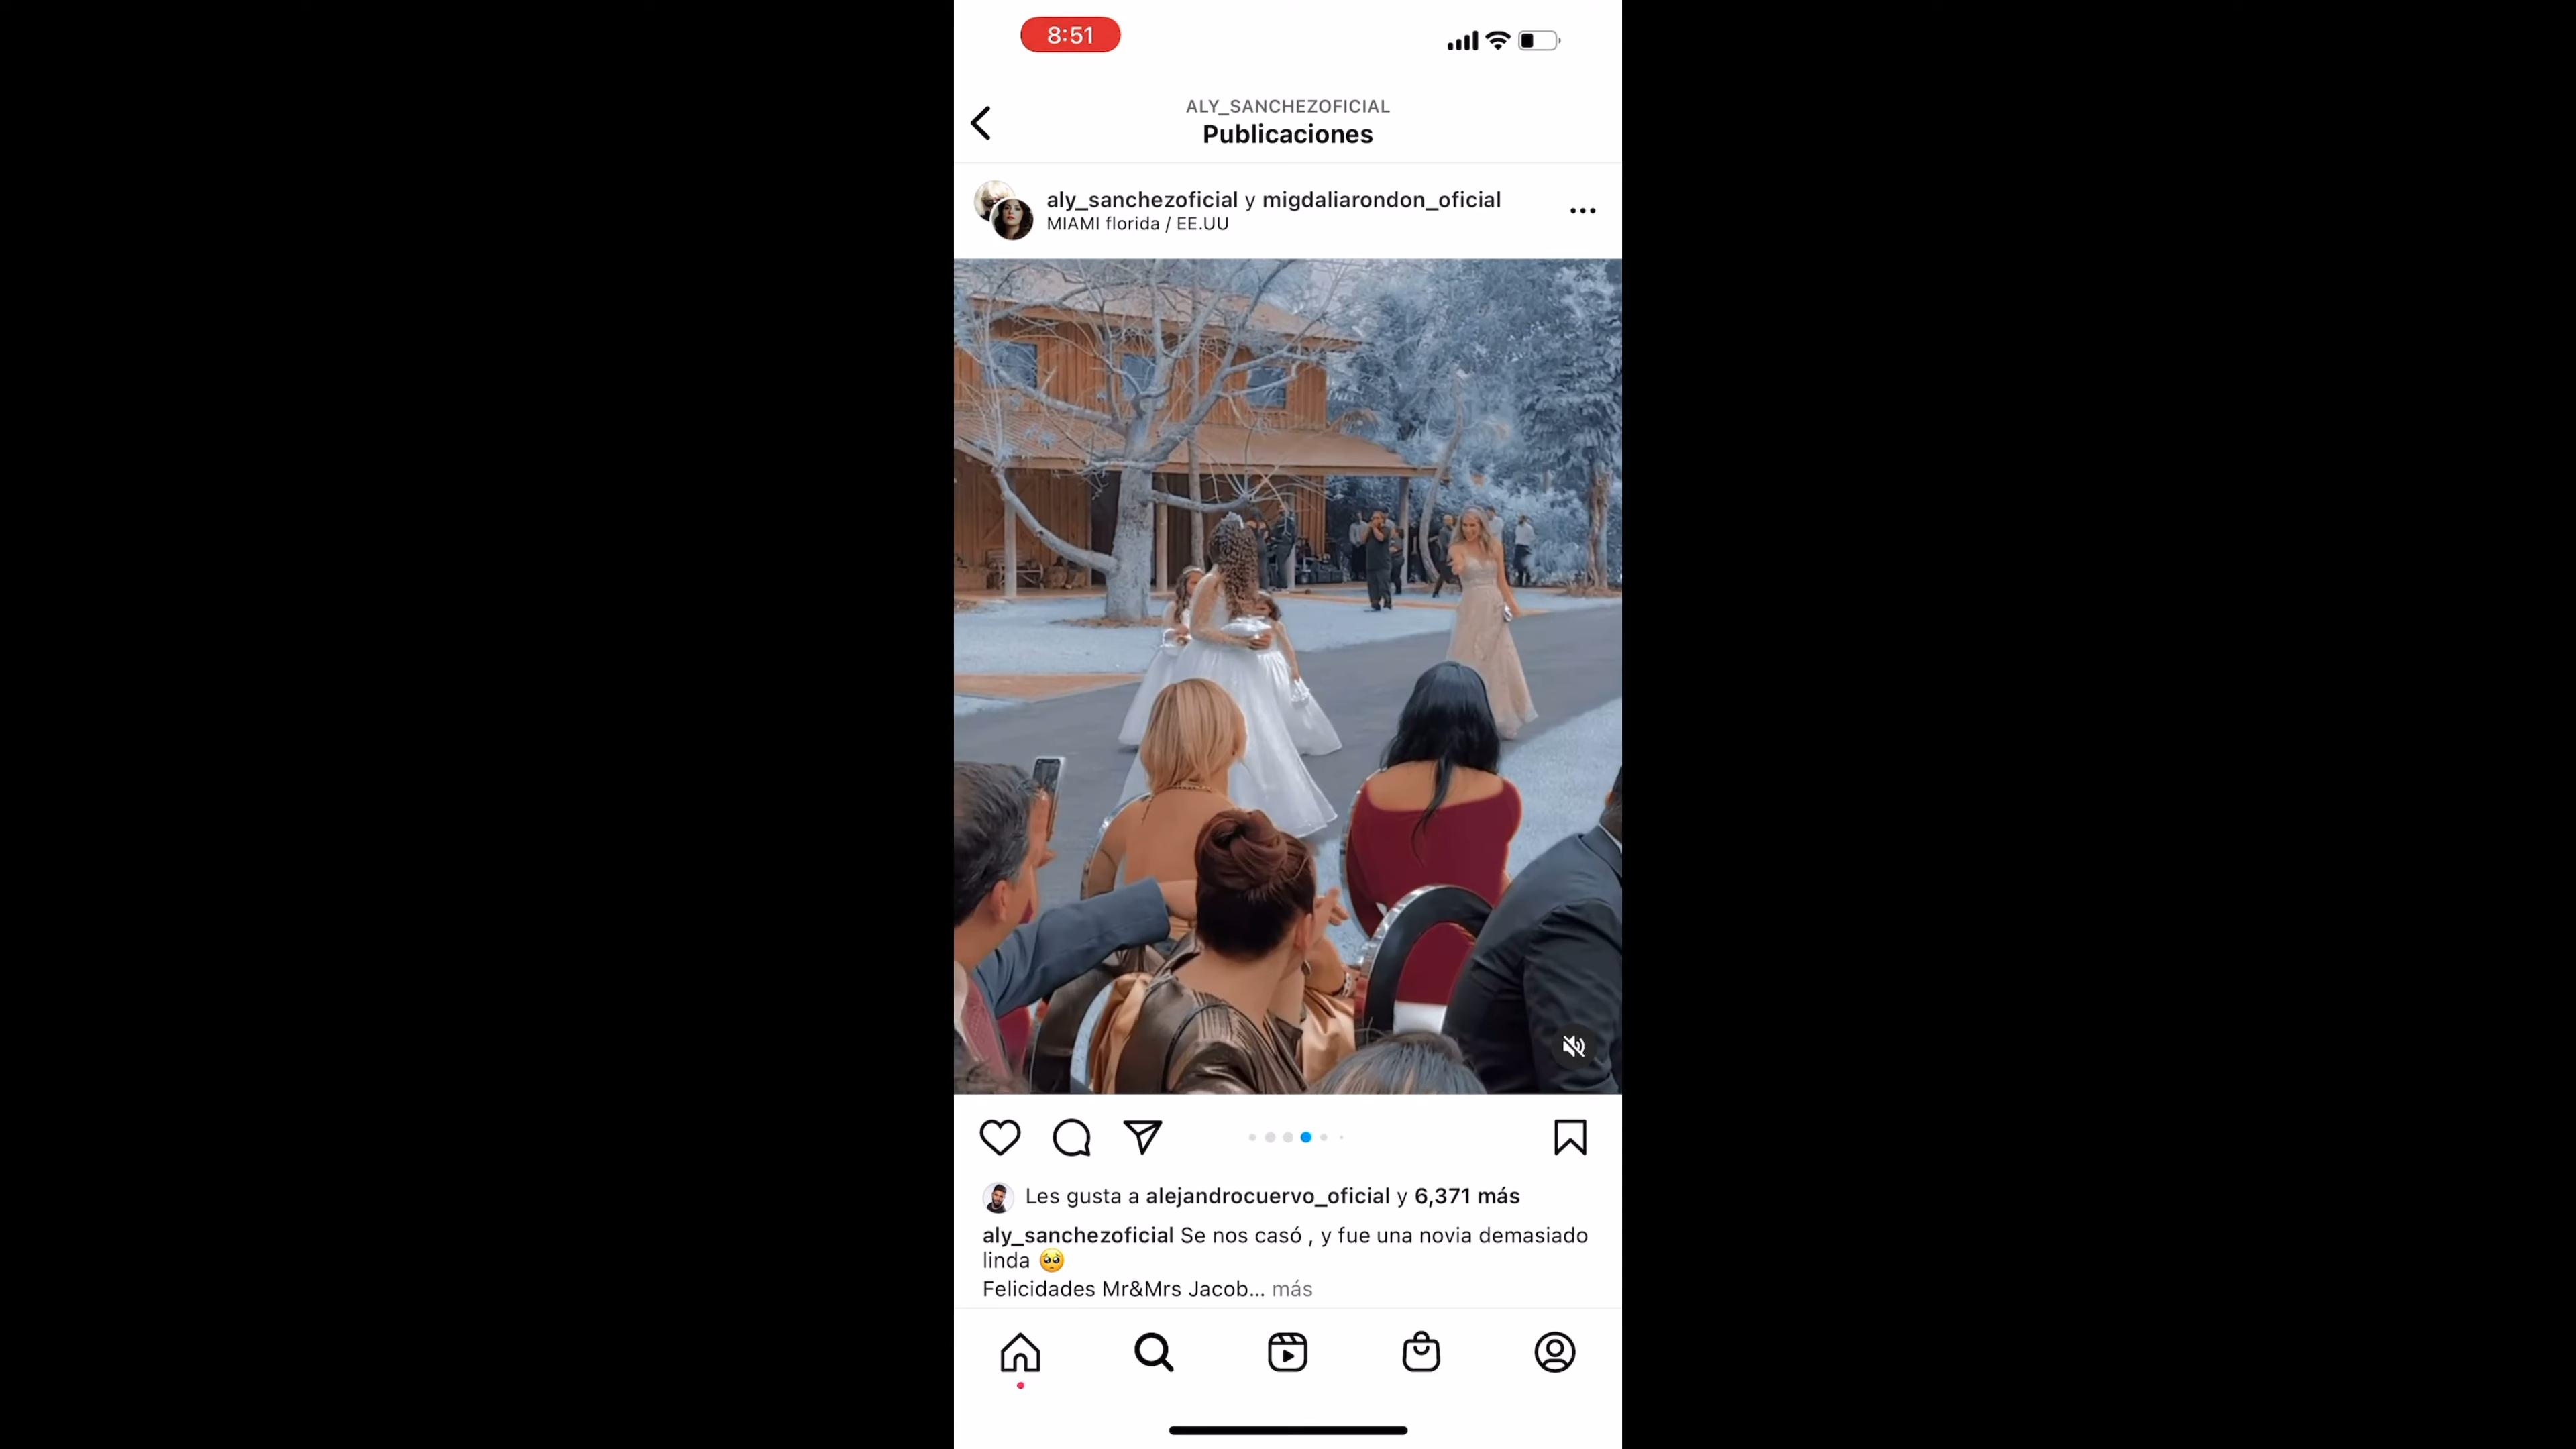 8:51
ALY_SANCHEZOFICIAL
Publicaciones
aly_sanchezoficial y migdaliarondon_oficial
MIAMI florida / EE.UU
Les gusta a alejandrocuervo_oficial y 6,371 más
aly_sanchezoficial Se nos casó , y fue una novia demasiado
linda 🥺
Felicidades Mr&Mrs Jacob... más